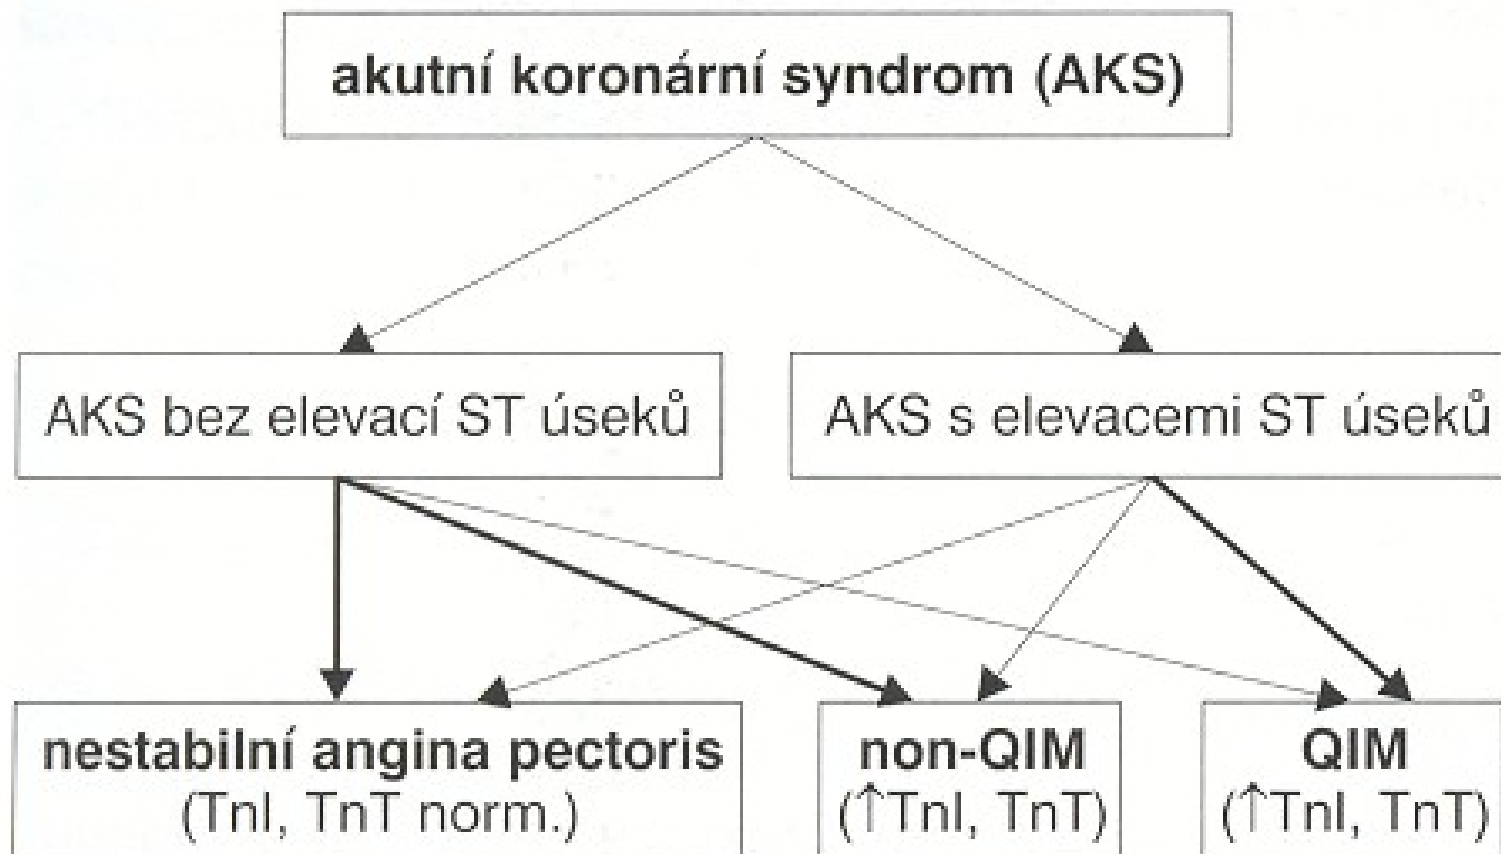 akutní koronární syndrom (AKS)
AKS bez elevací ST úseků
AKS s elevacemi ST úseků
nestabilní angina pectoris
(TnI, TnT norm.)
non-QIM
(↑TnI, TnT)
QIM
(↑TnI, TnT)